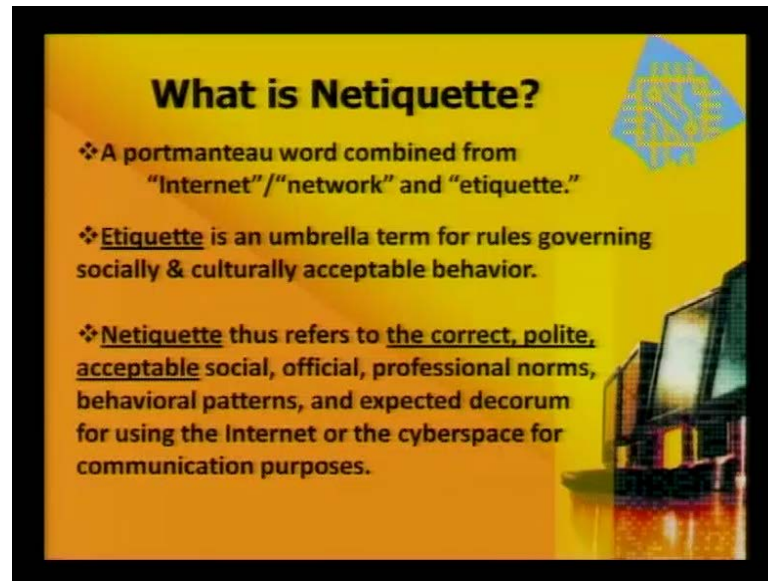 What is Netiquette?
❖A portmanteau word combined from
“Internet”/“network” and “etiquette.”
❖Etiquette is an umbrella term for rules governing
socially & culturally acceptable behavior.
❖Netiquette thus refers to the correct, polite,
acceptable social, official, professional norms,
behavioral patterns, and expected decorum
for using the Internet or the cyberspace for
communication purposes.